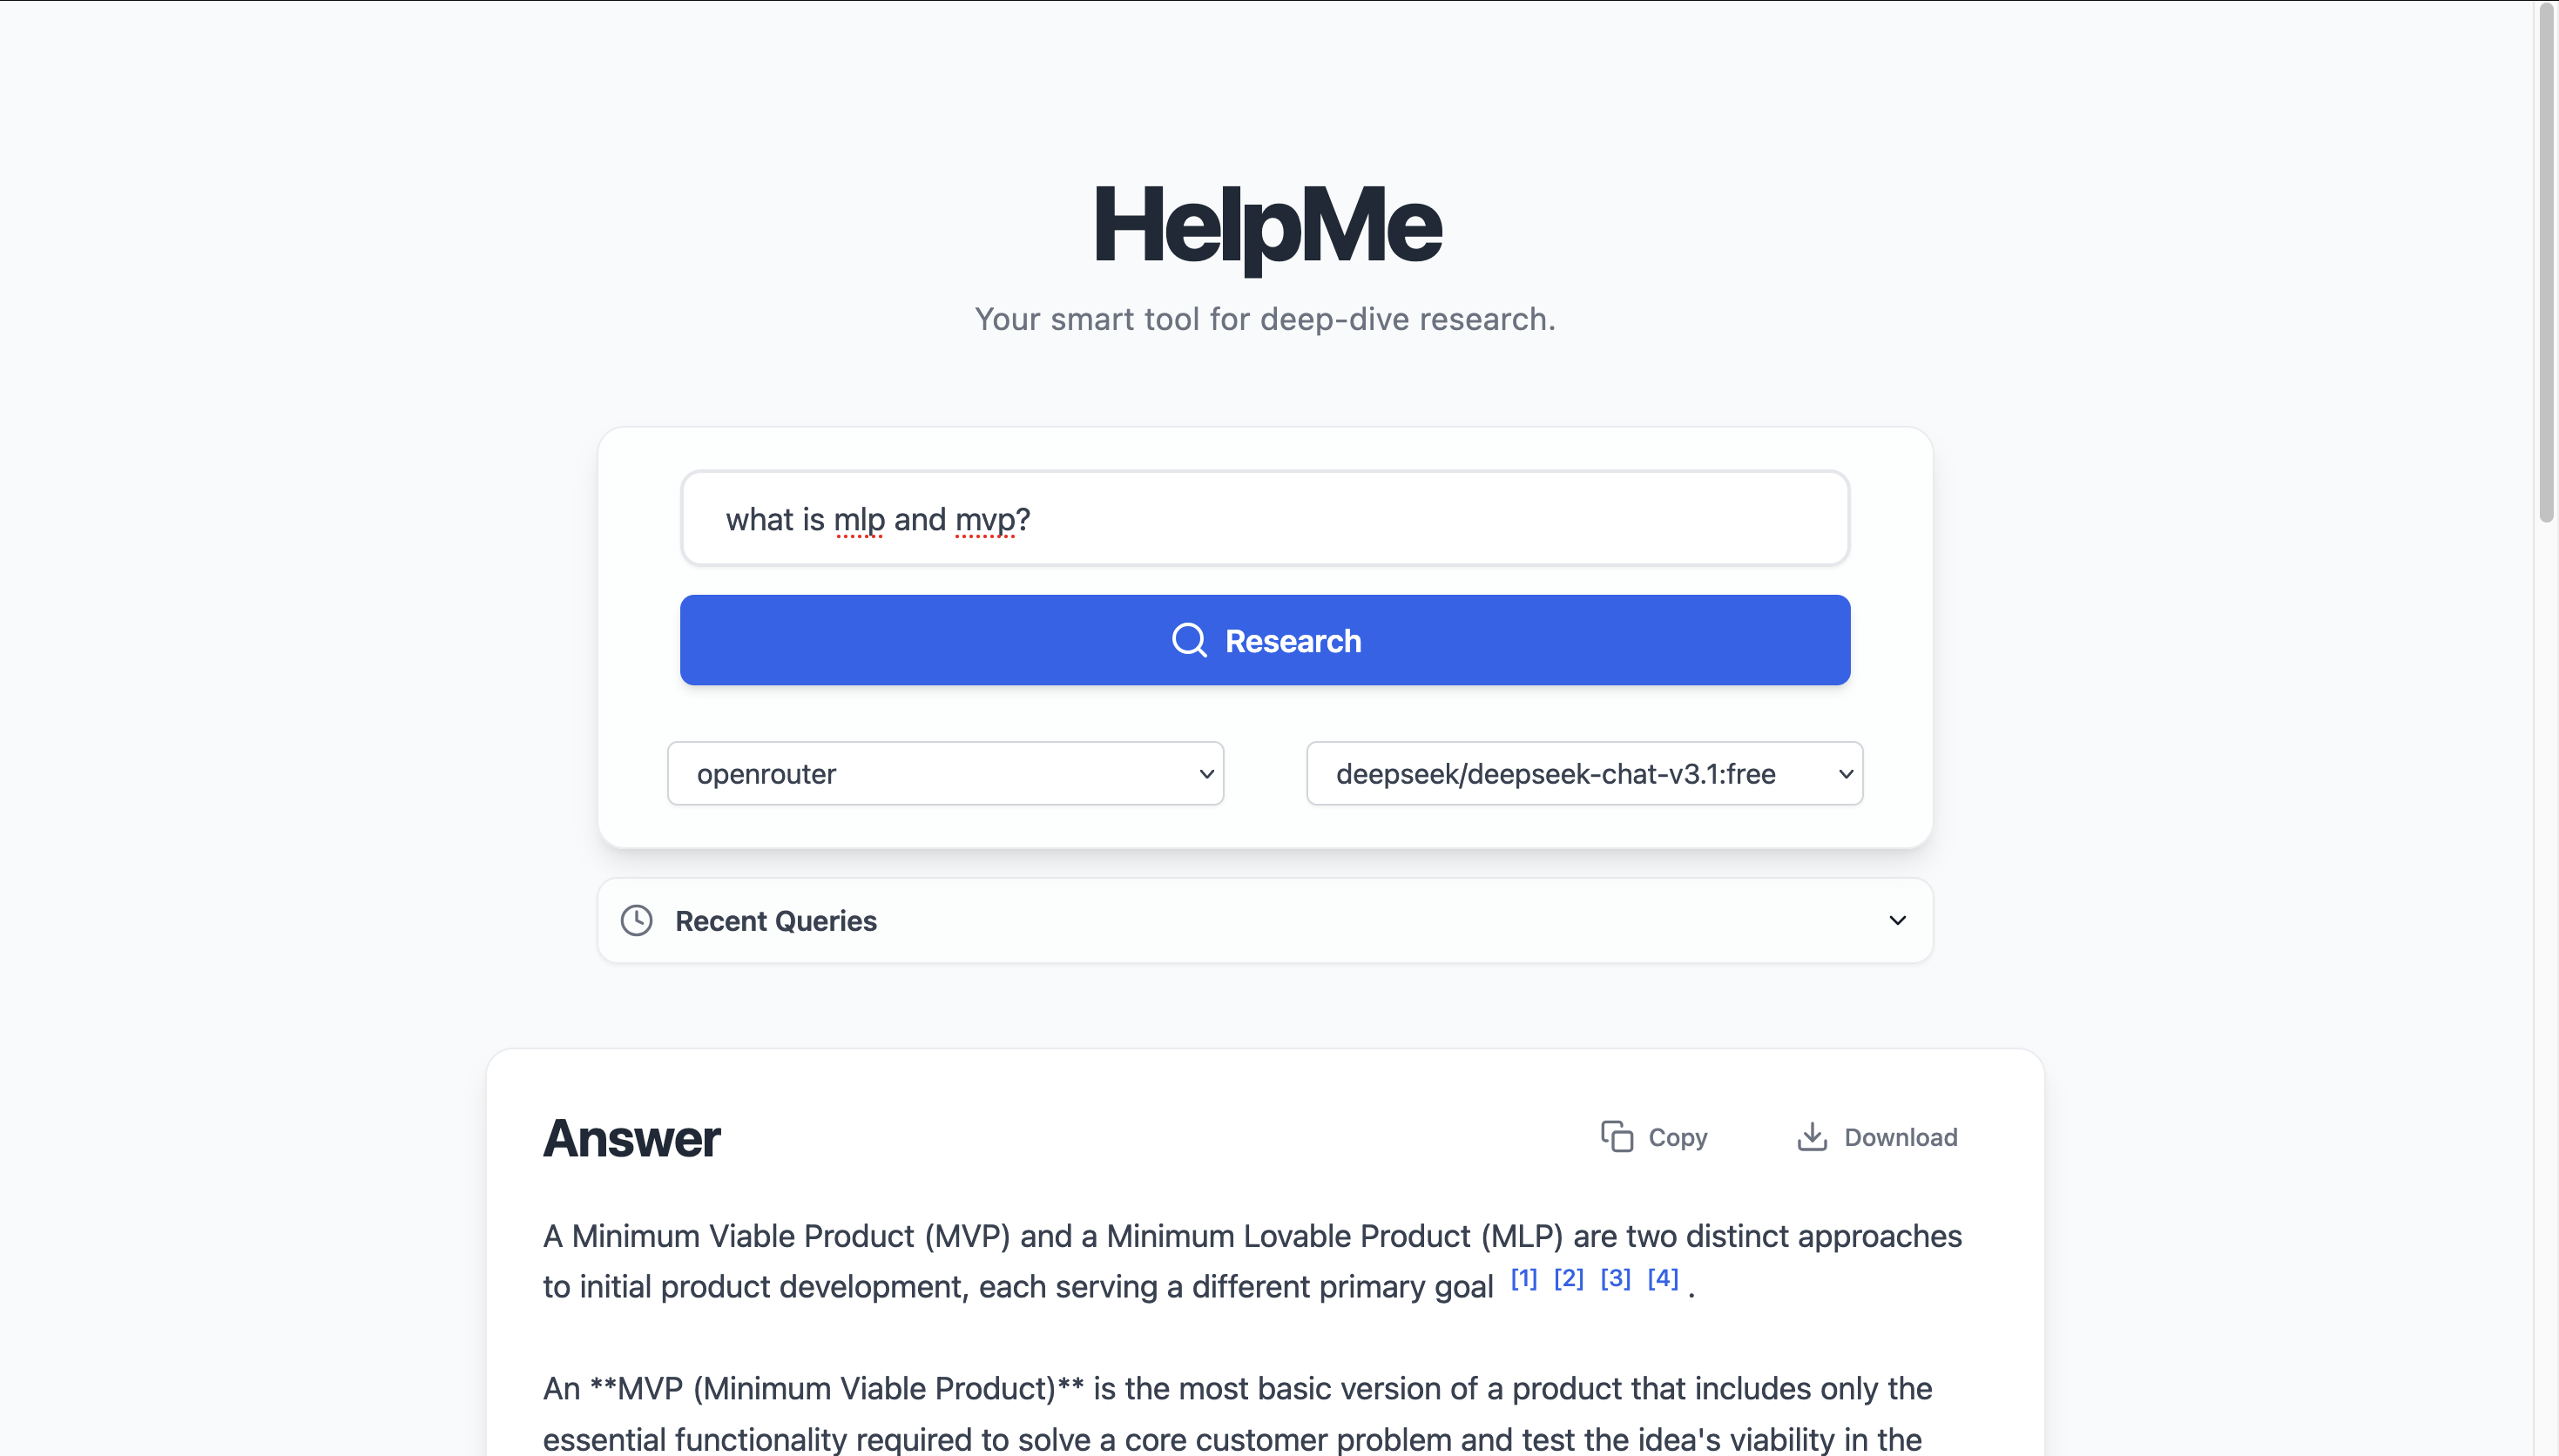 HelpMe
Your smart tool for deep-dive research.
what is mlp and mvp?
Research
openrouter
deepseek/deepseek-chat-v3.1:free
Recent Queries
Answer
Copy
Download
A Minimum Viable Product (MVP) and a Minimum Lovable Product (MLP) are two distinct approaches
to initial product development, each serving a different primary goal [1] [2] [3] [4] .
An **MVP (Minimum Viable Product)** is the most basic version of a product that includes only the
essential functionality required to solve a core customer problem and test the idea's viability in the